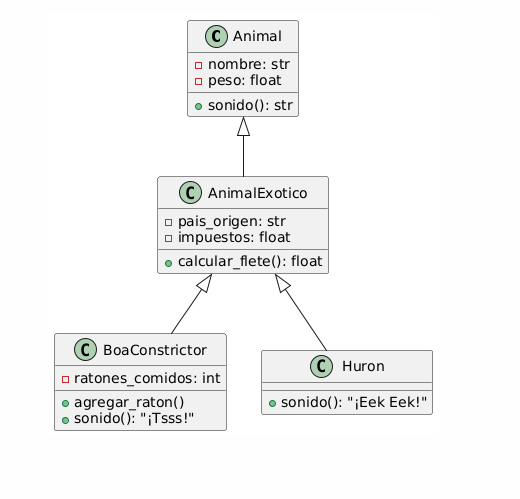 C Animal
nombre: str
peso: float
sonido(): str
C AnimalExotico
pais_origen: str
impuestos: float
calcular_flete(): float
C BoaConstrictor
ratones_comidos: int
agregar_raton()
sonido(): "¡Tsss!"
C Huron
sonido(): "¡Eek Eek!"